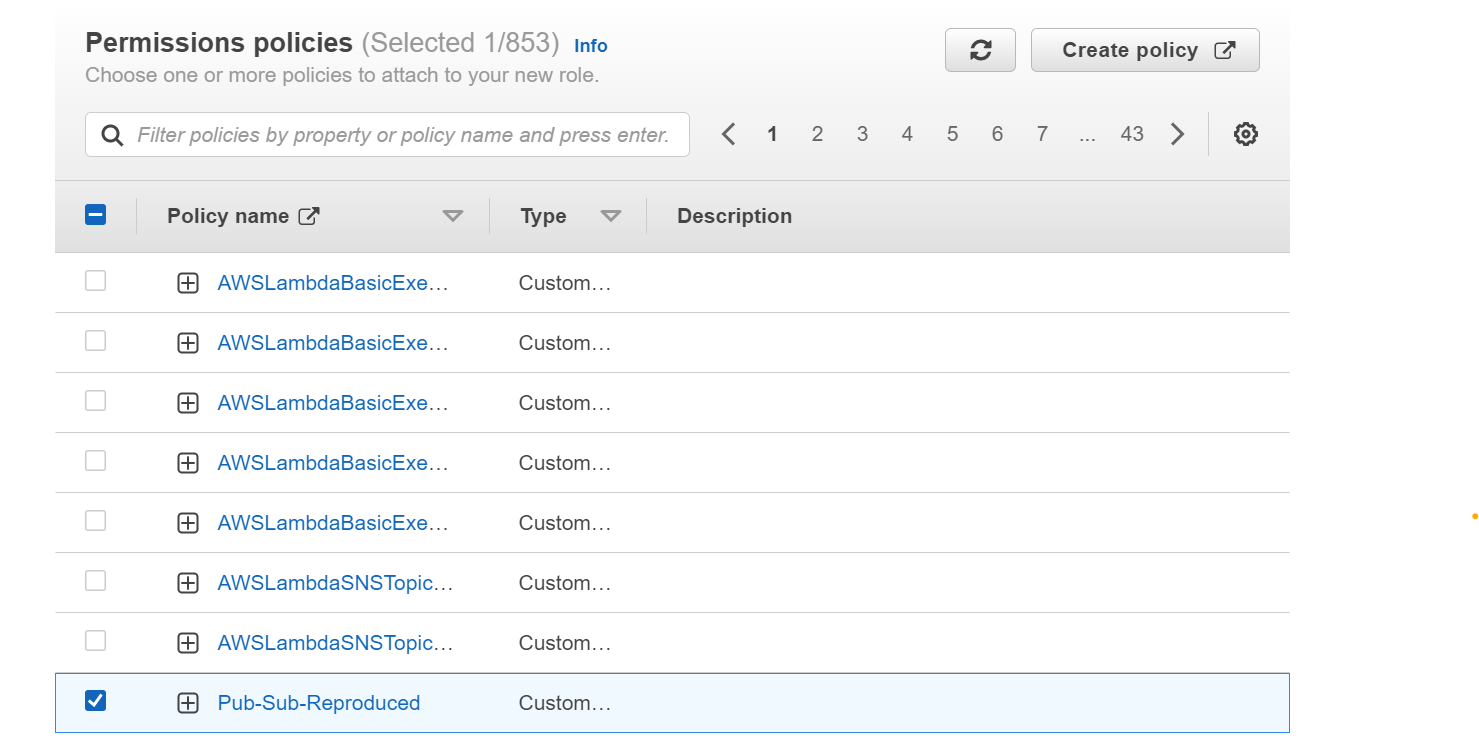 Permissions policies (Selected 1/853) Info
Create policy
Choose one or more policies to attach to your new role.
Filter policies by property or policy name and press enter.
1 2 3 4 5 6 7 ... 43
Policy name Type Description
AWSLambdaBasicExe… Custom…
AWSLambdaBasicExe… Custom…
AWSLambdaBasicExe… Custom…
AWSLambdaBasicExe… Custom…
AWSLambdaBasicExe… Custom…
AWSLambdaSNSTopic… Custom…
AWSLambdaSNSTopic… Custom…
Pub-Sub-Reproduced Custom…